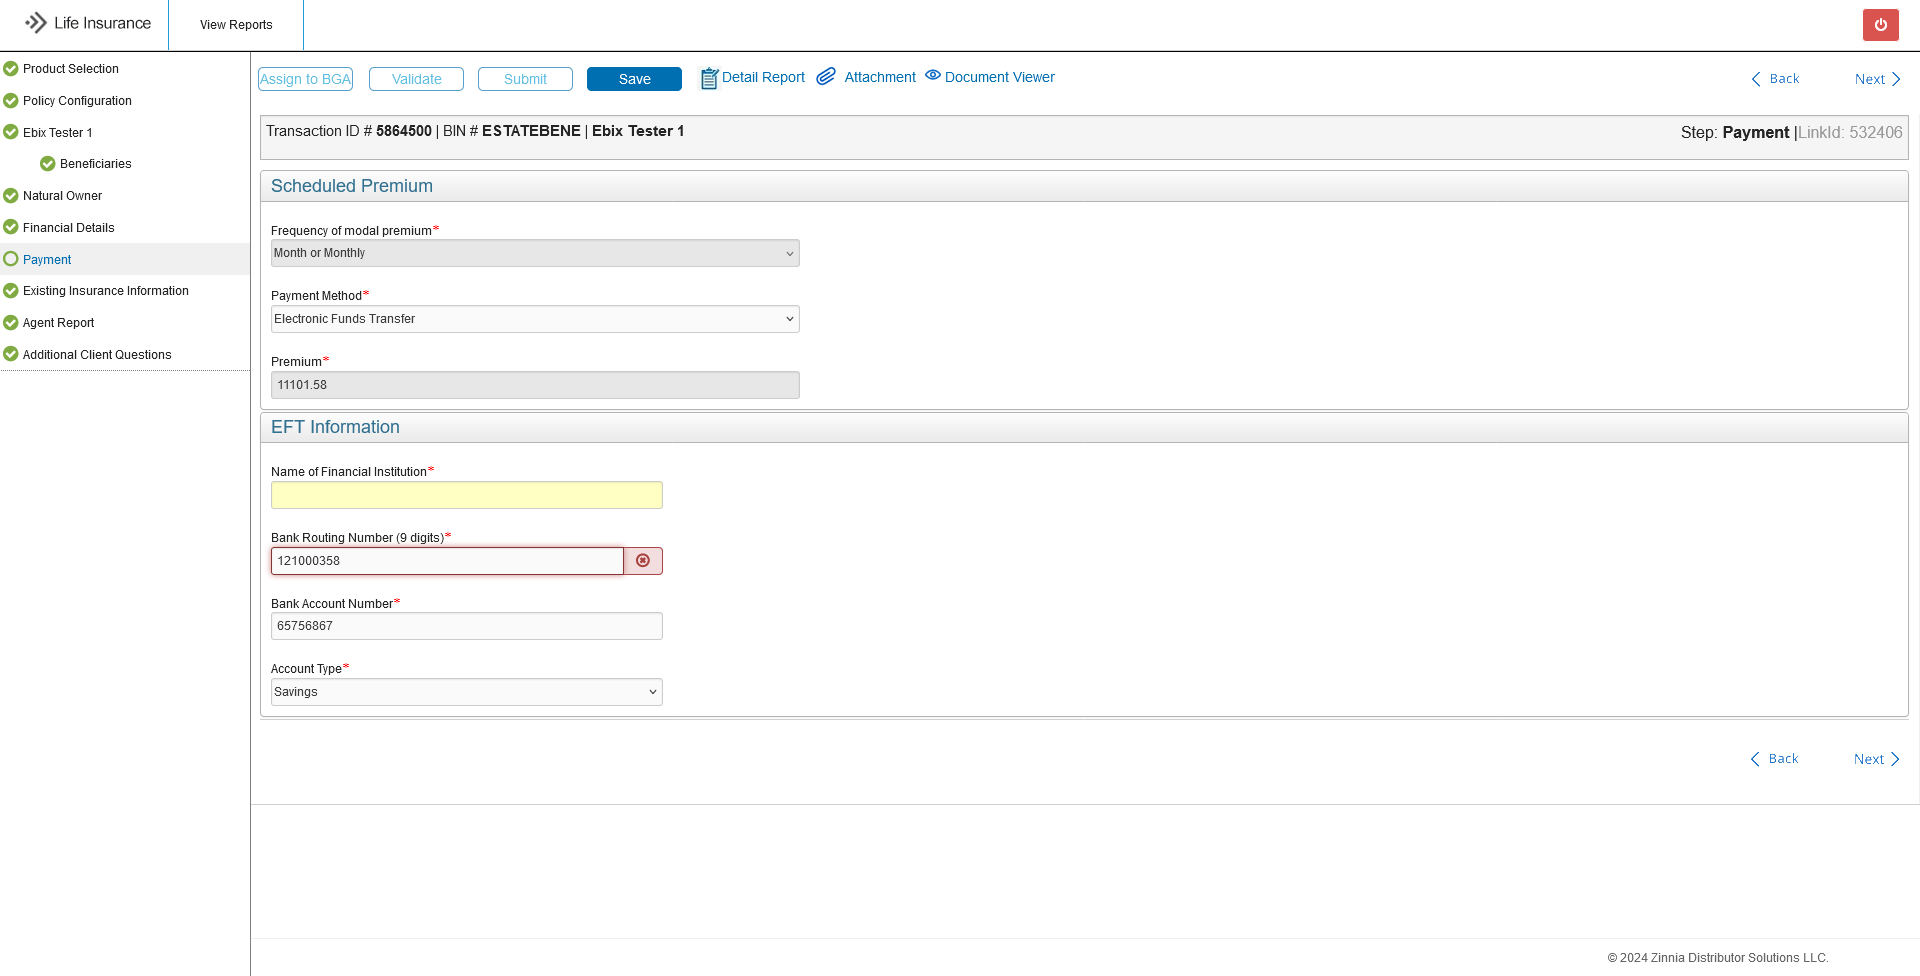 Life Insurance
View Reports
Product Selection
Policy Configuration
Ebix Tester 1
Beneficiaries
Natural Owner
Financial Details
Payment
Existing Insurance Information
Agent Report
Additional Client Questions
Assign to BGA
Validate
Submit
Save
Detail Report
Attachment
Document Viewer
Back
Next
Transaction ID # 5864500 | BIN # ESTATEBENE | Ebix Tester 1
Step: Payment |LinkId: 532406
Scheduled Premium
Frequency of modal premium*
Month or Monthly
Payment Method*
Electronic Funds Transfer
Premium*
11101.58
EFT Information
Name of Financial Institution*
Bank Routing Number (9 digits)*
121000358
Bank Account Number*
65756867
Account Type*
Savings
Back
Next
© 2024 Zinnia Distributor Solutions LLC.